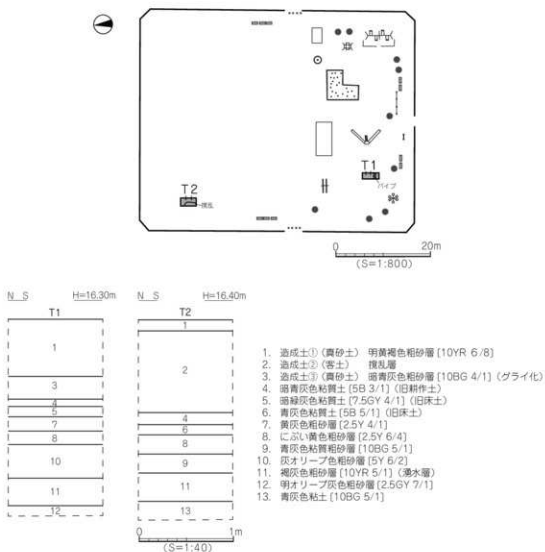 T1
パイプ
T2
撹乱
0 20m
(S=1:800)
N S H=16.30m
T1
1
3
4
5
7
8
10
11
12
N S H=16.40m
T2
1
2
4
6
8
9
11
13
0 1m
(S=1:40)
1. 造成土①（真砂土） 明黄褐色粗砂層 [10YR 6/8]
2. 造成土②（客土） 撹乱層
3. 造成土③（真砂土） 暗青灰色粗砂層 [10BG 4/1]（グライ化）
4. 暗青灰色粘質土 [5B 3/1]（旧耕作土）
5. 暗緑灰色粘質土 [7.5GY 4/1]（旧床土）
6. 青灰色粘質土 [5B 5/1]（旧床土）
7. 黄灰色粗砂層 [2.5Y 4/1]
8. にぶい黄色粗砂層 [2.5Y 6/4]
9. 青灰色粘質粗砂層 [10BG 5/1]
10. 灰オリーブ色粗砂層 [5Y 6/2]
11. 褐灰色粗砂層 [10YR 5/1]（湧水層）
12. 明オリーブ灰色粗砂層 [2.5GY 7/1]
13. 青灰色粘土 [10BG 5/1]